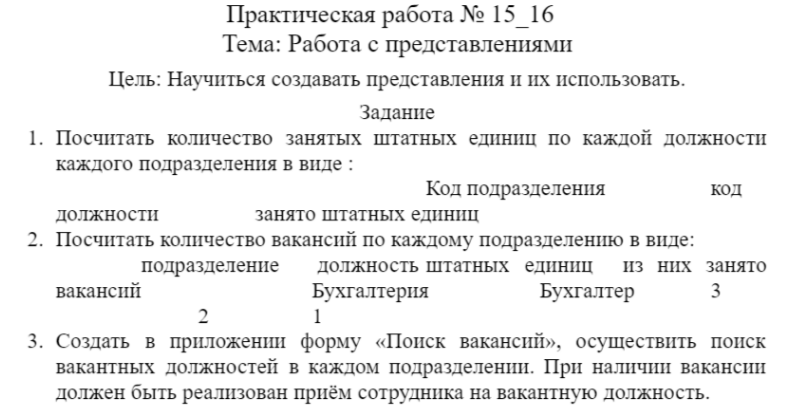 Практическая работа № 15_16
Тема: Работа с представлениями
Цель: Научиться создавать представления и их использовать.
Задание
1. Посчитать количество занятых штатных единиц по каждой должности
каждого подразделения в виде :
Код подразделения код
должности занято штатных единиц
2. Посчитать количество вакансий по каждому подразделению в виде:
подразделение должность штатных единиц из них занято
вакансий Бухгалтерия Бухгалтер 3
2 1
3. Создать в приложении форму «Поиск вакансий», осуществить поиск
вакантных должностей в каждом подразделении. При наличии вакансии
должен быть реализован приём сотрудника на вакантную должность.